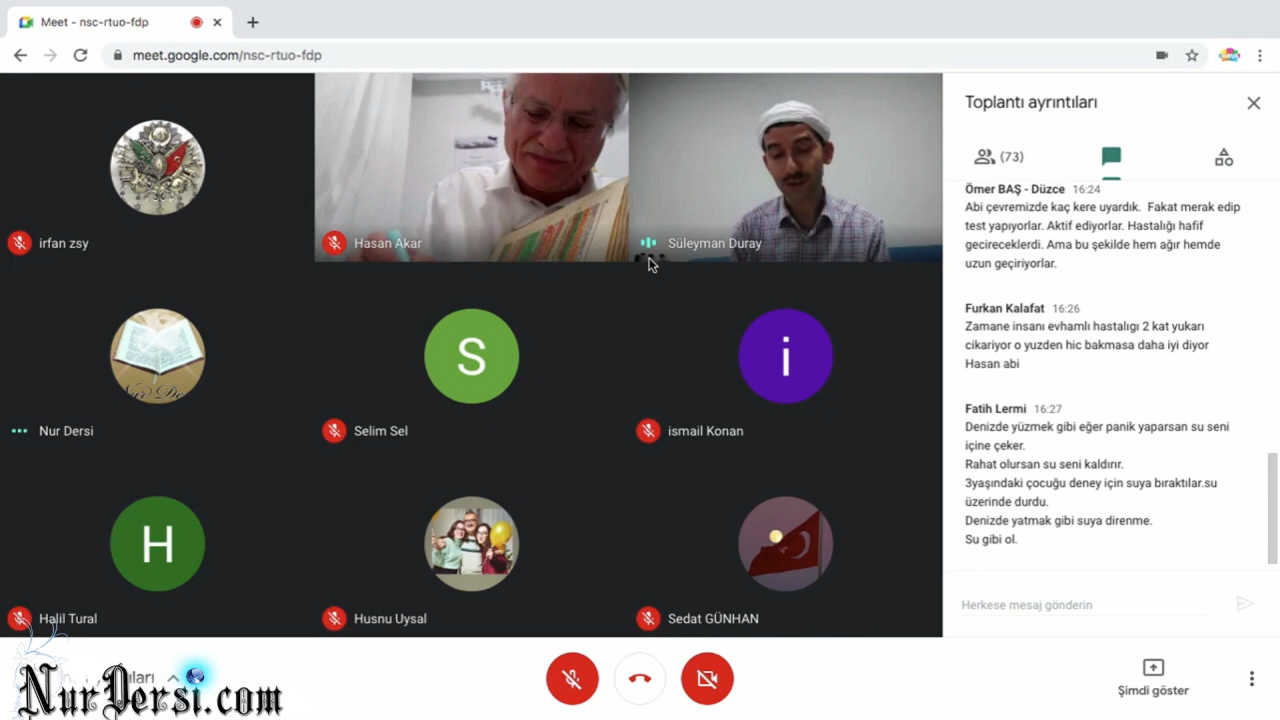 Meet - nsc-rtuo-fdp
meet.google.com/nsc-rtuo-fdp
irfan zsy
Hasan Akar
Süleyman Duray
Nur Dersi
S
Selim Sel
i
ismail Konan
H
Halil Tural
Husnu Uysal
Sedat GÜNHAN
Toplantı ayrıntıları
(73)
Ömer BAŞ - Düzce 16:24
Abi çevremizde kaç kere uyardık. Fakat merak edip
test yapıyorlar. Aktif ediyorlar. Hastalığı hafif
gecireceklerdi. Ama bu şekilde hem ağır hemde
uzun geçiriyorlar.
Furkan Kalafat 16:26
Zamane insanı evhamlı hastalıgı 2 kat yukarı
cikariyor o yuzden hic bakmasa daha iyi diyor
Hasan abi
Fatih Lermi 16:27
Denizde yüzmek gibi eğer panik yaparsan su seni
içine çeker.
Rahat olursan su seni kaldırır.
3yaşındaki çocuğu deney için suya bıraktılar.su
üzerinde durdu.
Denizde yatmak gibi suya direnme.
Su gibi ol.
Herkese mesaj gönderin
Şimdi göster
NurDersi.com